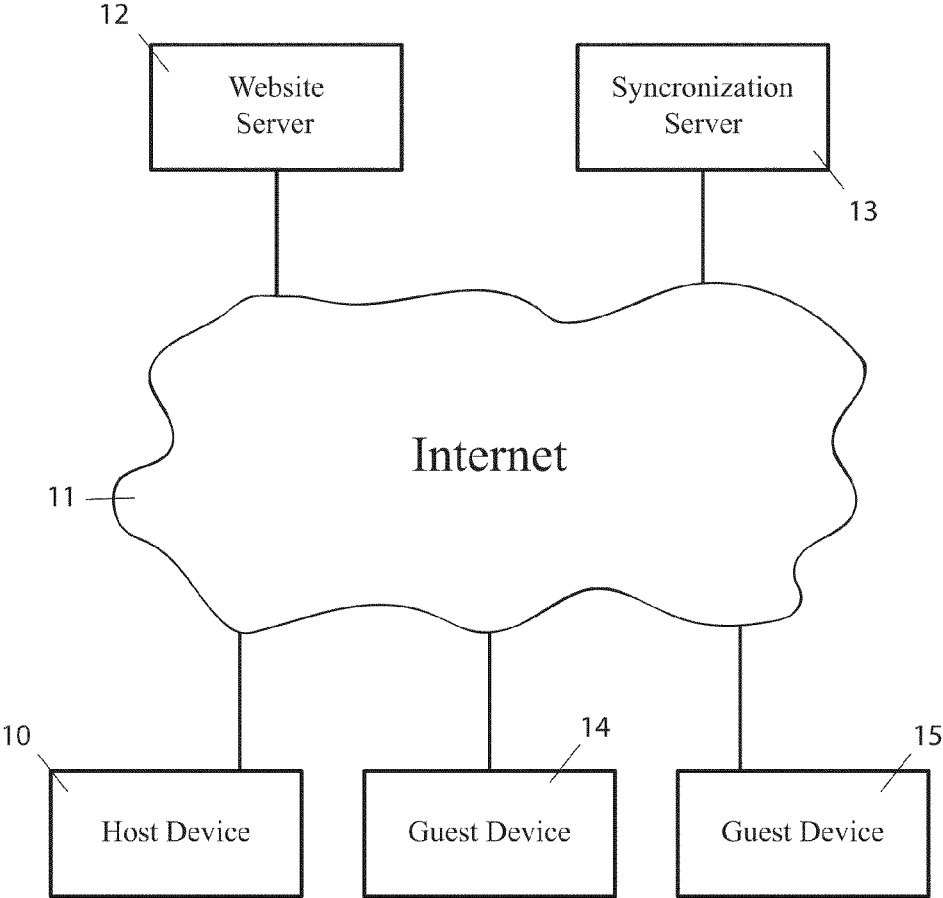 12
Website
Server
Syncronization
Server
13
Internet
11
10
Host Device
14
Guest Device
15
Guest Device